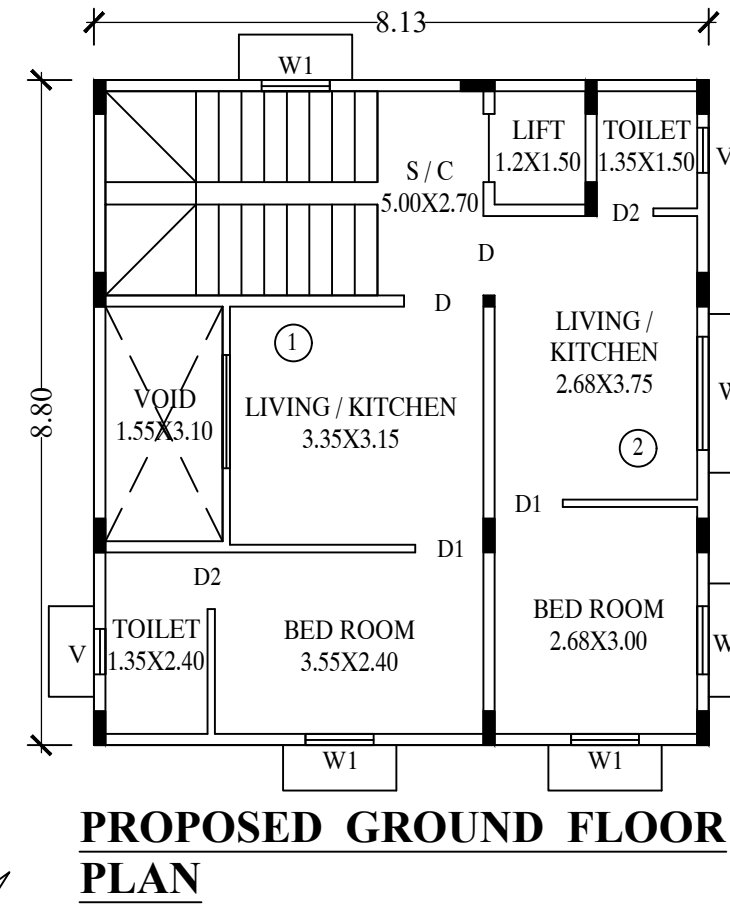 8.13
W1
LIFT
1.2X1.50
TOILET
1.35X1.50
V
S / C
5.00X2.70
D2
D
D
8.80
1
LIVING /
KITCHEN
2.68X3.75
VOID
1.55X3.10
LIVING / KITCHEN
3.35X3.15
W
2
D1
D1
D2
TOILET
1.35X2.40
V
BED ROOM
3.55X2.40
BED ROOM
2.68X3.00
W
W1
W1
PROPOSED GROUND FLOOR
PLAN